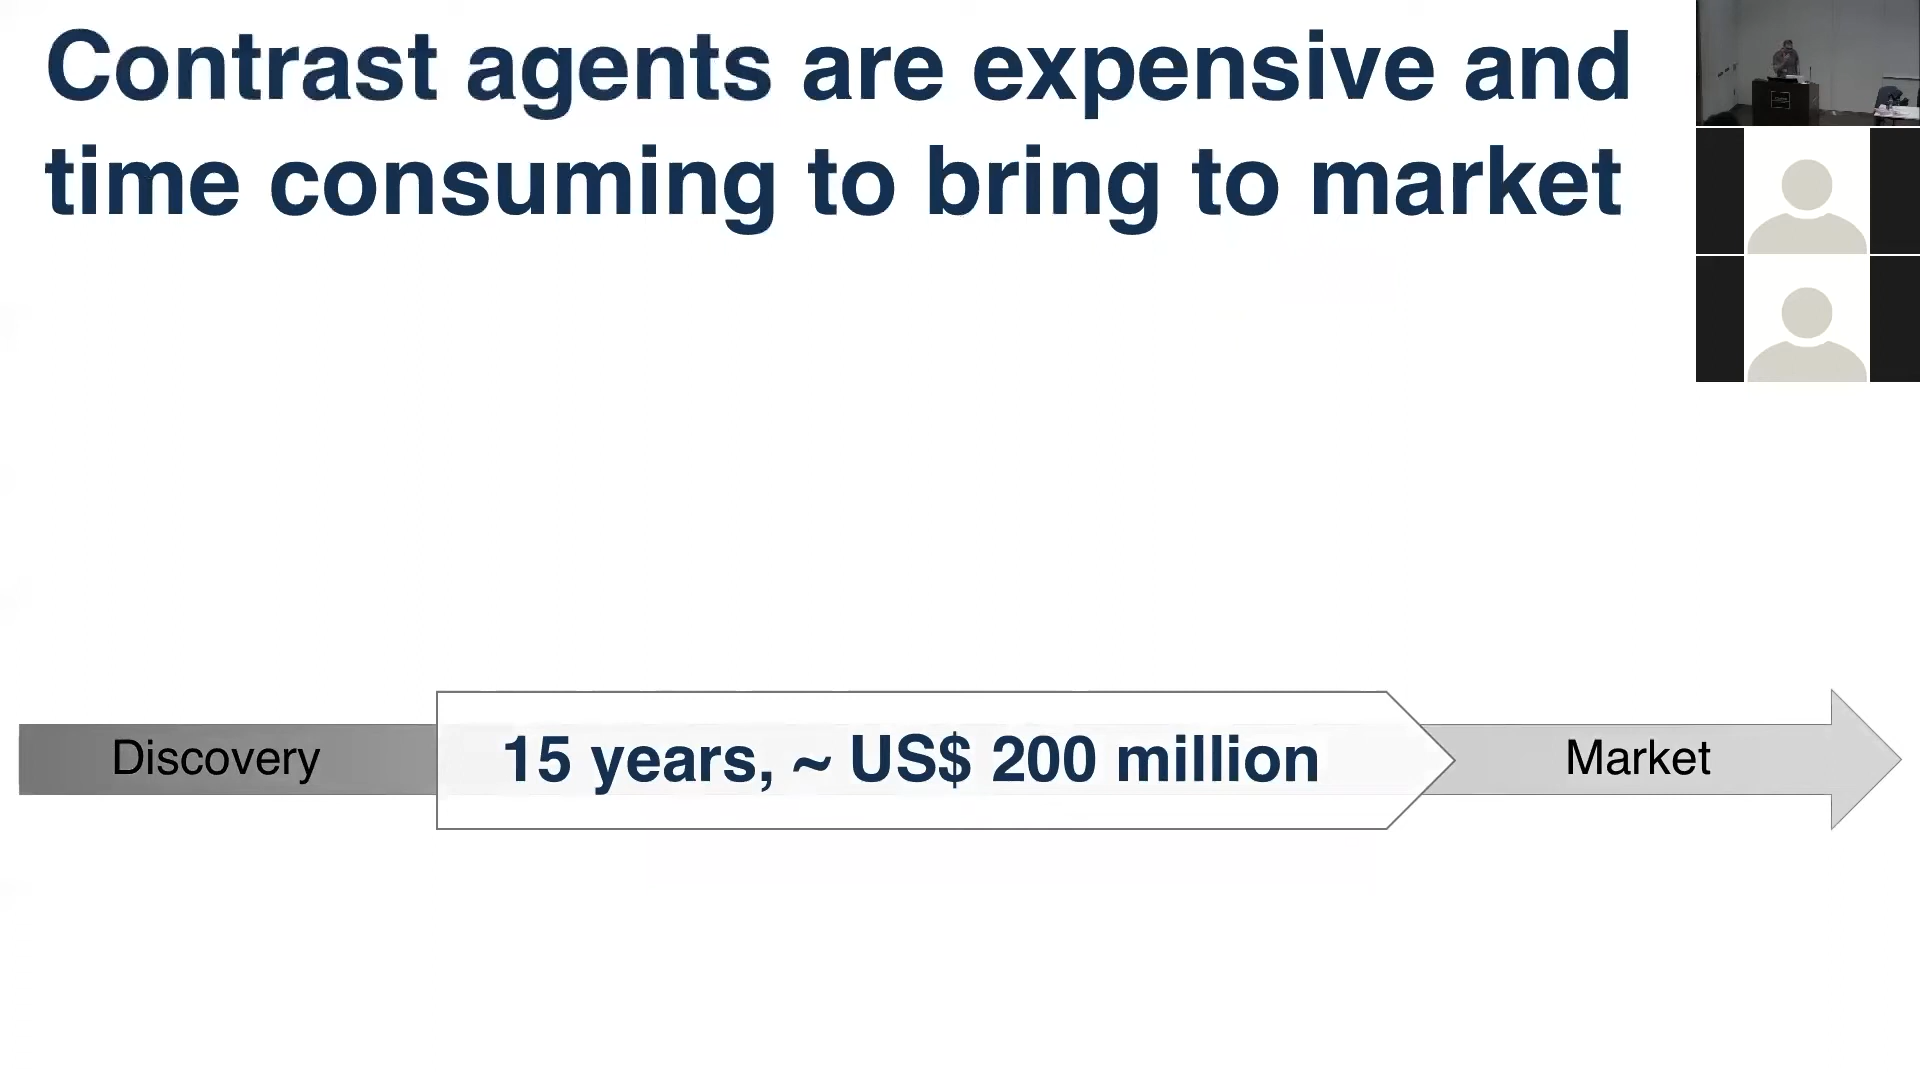 Contrast agents are expensive and
time consuming to bring to market
Discovery
15 years, ~ US$ 200 million
Market